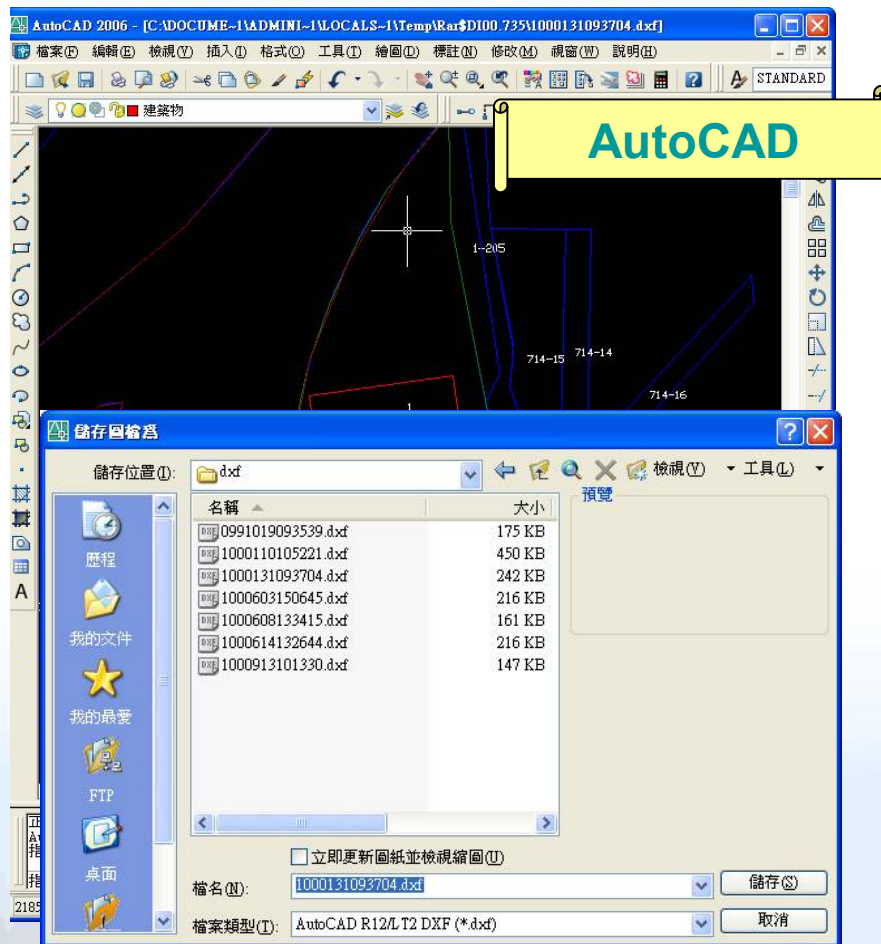 AutoCAD 2006 - [C:\DOCUME~1\ADMINI~1\LOCALS~1\Temp\Rar$DI00.735\1000131093704.dxf]
檔案(F) 編輯(E) 檢視(V) 插入(I) 格式(O) 工具(T) 繪圖(D) 標註(N) 修改(M) 視窗(W) 說明(H)
STANDARD
建築物
AutoCAD
1--205
714-15 714-14
714-16
1
A
儲存圖檔為
儲存位置(I): dxf 檢視(V) 工具(L)
名稱 大小 預覽
0991019093539.dxf 175 KB
1000110105221.dxf 450 KB
1000131093704.dxf 242 KB
1000603150645.dxf 216 KB
1000608133415.dxf 161 KB
1000614132644.dxf 216 KB
1000913101330.dxf 147 KB
歷程
我的文件
我的最愛
FTP
桌面
立即更新圖紙並檢視縮圖(U)
檔名(N): 1000131093704.dxf 儲存(S)
檔案類型(T): AutoCAD R12/LT2 DXF (*.dxf) 取消
2185